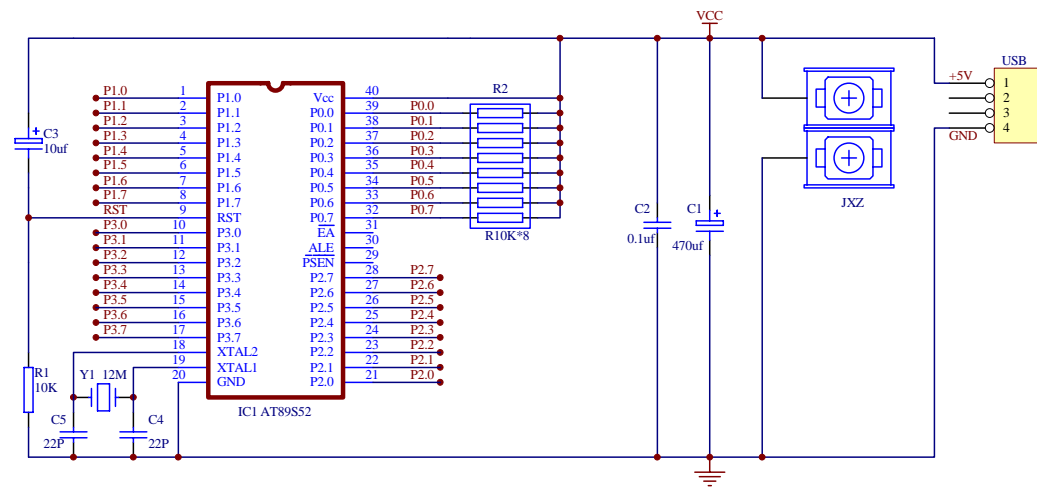 VCC
USB
+5V
1
2
3
4
GND
JXZ
C3
10uf
R1
10K
C5
22P
Y1 12M
C4
22P
P1.0 1 P1.0
P1.1 2 P1.1
P1.2 3 P1.2
P1.3 4 P1.3
P1.4 5 P1.4
P1.5 6 P1.5
P1.6 7 P1.6
P1.7 8 P1.7
RST 9 RST
P3.0 10 P3.0
P3.1 11 P3.1
P3.2 12 P3.2
P3.3 13 P3.3
P3.4 14 P3.4
P3.5 15 P3.5
P3.6 16 P3.6
P3.7 17 P3.7
18 XTAL2
19 XTAL1
20 GND
Vcc 40
P0.0 39 P0.0
P0.1 38 P0.1
P0.2 37 P0.2
P0.3 36 P0.3
P0.4 35 P0.4
P0.5 34 P0.5
P0.6 33 P0.6
P0.7 32 P0.7
EA 31
ALE 30
PSEN 29
P2.7 28 P2.7
P2.6 27 P2.6
P2.5 26 P2.5
P2.4 25 P2.4
P2.3 24 P2.3
P2.2 23 P2.2
P2.1 22 P2.1
P2.0 21 P2.0
IC1 AT89S52
R2
R10K*8
C2
0.1uf
C1
470uf